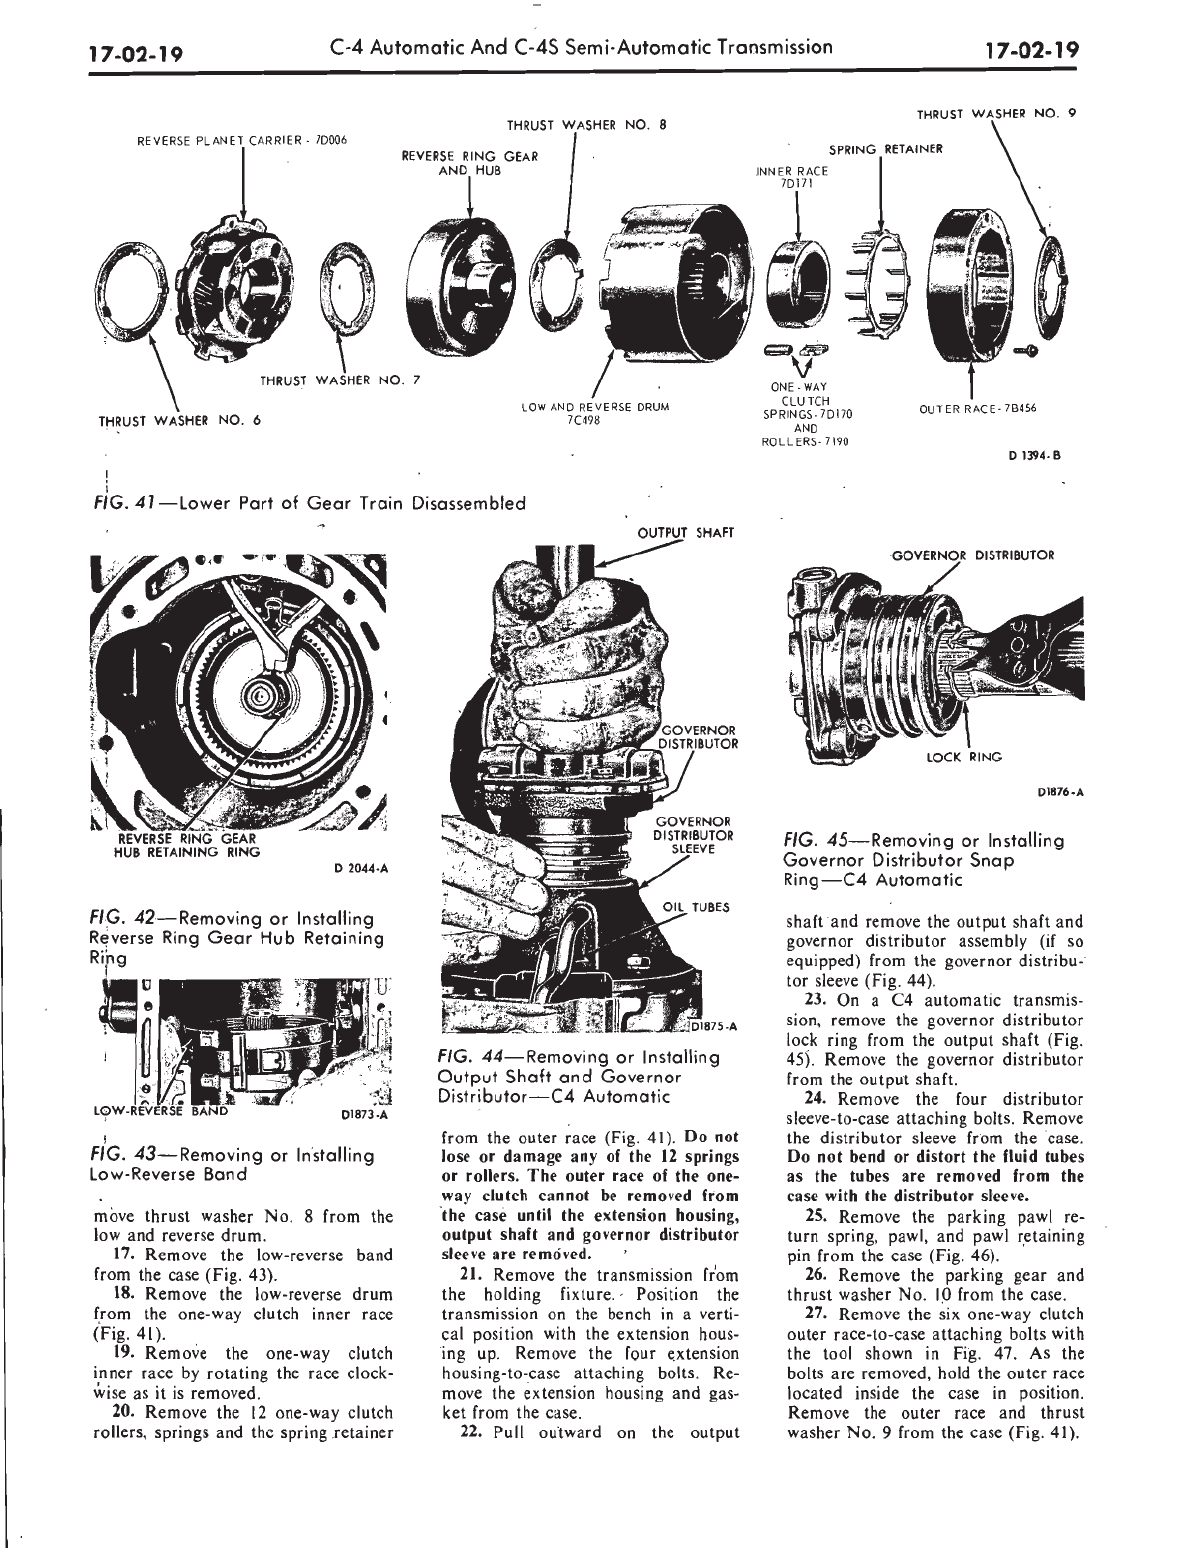 17-02-19
C-4 Automatic And C-4S Semi-Automatic Transmission
17-02-19
THRUST WASHER NO. 9
THRUST WASHER NO. 8
REVERSE PLANET CARRIER - 7D006
SPRING RETAINER
REVERSE RING GEAR
AND HUB
INNER RACE
7D171
THRUST WASHER NO. 7
ONE - WAY
CLUTCH
SPRINGS-7D170
AND
ROLLERS-7190
LOW AND REVERSE DRUM
7C498
OUTER RACE-7B456
THRUST WASHER NO. 6
D 1394-B
FIG. 41—Lower Part of Gear Train Disassembled
REVERSE RING GEAR
HUB RETAINING RING
D 2044-A
FIG. 42—Removing or Installing
Reverse Ring Gear Hub Retaining
Ring
LOW-REVERSE BAND
D1873-A
FIG. 43—Removing or Installing
Low-Reverse Band
move thrust washer No. 8 from the
low and reverse drum.
17. Remove the low-reverse band
from the case (Fig. 43).
18. Remove the low-reverse drum
from the one-way clutch inner race
(Fig. 41).
19. Remove the one-way clutch
inner race by rotating the race clock-
wise as it is removed.
20. Remove the 12 one-way clutch
rollers, springs and the spring retainer
OUTPUT SHAFT
GOVERNOR
DISTRIBUTOR
GOVERNOR
DISTRIBUTOR
SLEEVE
OIL TUBES
D1875-A
FIG. 44—Removing or Installing
Output Shaft and Governor
Distributor—C4 Automatic
from the outer race (Fig. 41). Do not
lose or damage any of the 12 springs
or rollers. The outer race of the one-
way clutch cannot be removed from
the case until the extension housing,
output shaft and governor distributor
sleeve are removed.
21. Remove the transmission from
the holding fixture. Position the
transmission on the bench in a verti-
cal position with the extension hous-
ing up. Remove the four extension
housing-to-case attaching bolts. Re-
move the extension housing and gas-
ket from the case.
22. Pull outward on the output
GOVERNOR DISTRIBUTOR
LOCK RING
D1876-A
FIG. 45—Removing or Installing
Governor Distributor Snap
Ring—C4 Automatic
shaft and remove the output shaft and
governor distributor assembly (if so
equipped) from the governor distribu-
tor sleeve (Fig. 44).
23. On a C4 automatic transmis-
sion, remove the governor distributor
lock ring from the output shaft (Fig.
45). Remove the governor distributor
from the output shaft.
24. Remove the four distributor
sleeve-to-case attaching bolts. Remove
the distributor sleeve from the case.
Do not bend or distort the fluid tubes
as the tubes are removed from the
case with the distributor sleeve.
25. Remove the parking pawl re-
turn spring, pawl, and pawl retaining
pin from the case (Fig. 46).
26. Remove the parking gear and
thrust washer No. 10 from the case.
27. Remove the six one-way clutch
outer race-to-case attaching bolts with
the tool shown in Fig. 47. As the
bolts are removed, hold the outer race
located inside the case in position.
Remove the outer race and thrust
washer No. 9 from the case (Fig. 41).